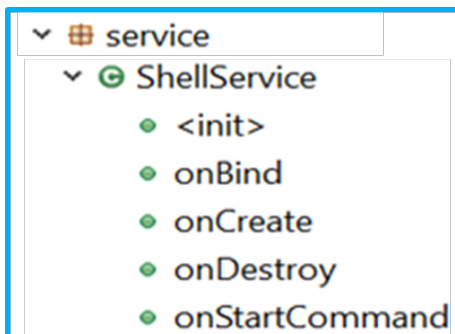 service
ShellService
<init>
onBind
onCreate
onDestroy
onStartCommand